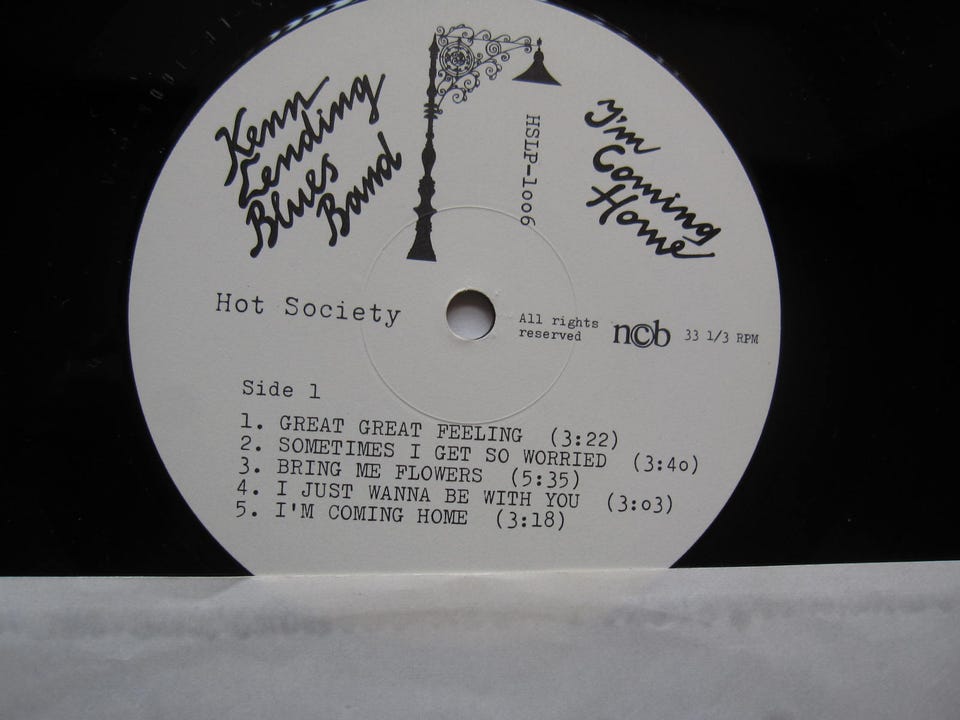 Kenn
Lending
Blues
Band
HSLP-1006
I'm
Coming
Home
Hot Society
All rights
reserved
n©b
33 1/3 RPM
Side 1
1. GREAT GREAT FEELING (3:22)
2. SOMETIMES I GET SO WORRIED (3:40)
3. BRING ME FLOWERS (5:35)
4. I JUST WANNA BE WITH YOU (3:03)
5. I'M COMING HOME (3:18)